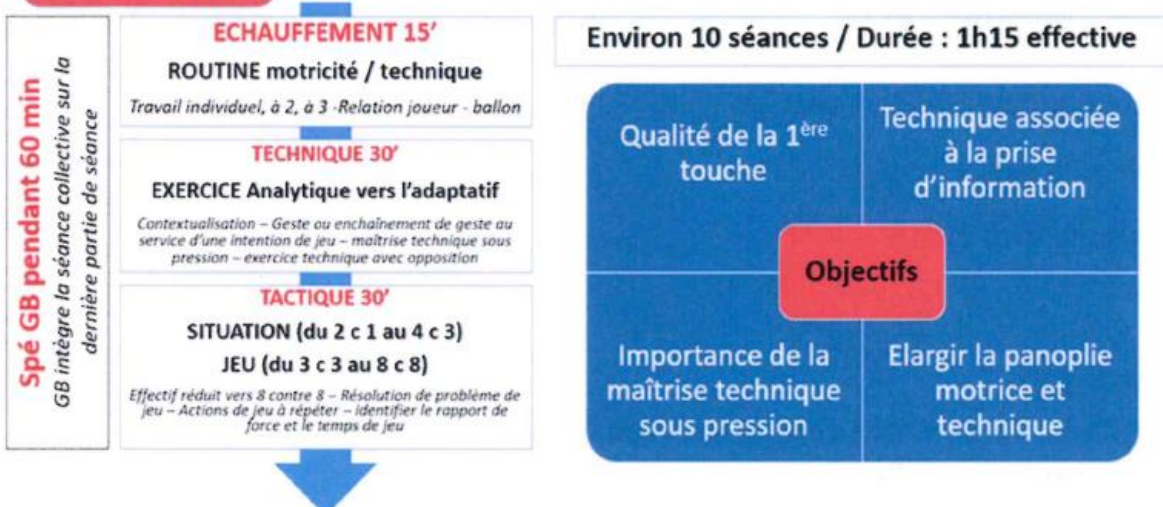 Spé GB pendant 60 min
GB intègre la séance collective sur la
dernière partie de séance
ECHAUFFEMENT 15’
ROUTINE motricité / technique
Travail individuel, à 2, à 3 -Relation joueur - ballon
TECHNIQUE 30’
EXERCICE Analytique vers l’adaptatif
Contextualisation – Geste ou enchaînement de geste au
service d’une intention de jeu – maîtrise technique sous
pression – exercice technique avec opposition
TACTIQUE 30’
SITUATION (du 2 c 1 au 4 c 3)
JEU (du 3 c 3 au 8 c 8)
Effectif réduit vers 8 contre 8 – Résolution de problème de
jeu – Actions de jeu à répéter – identifier le rapport de
force et le temps de jeu
Environ 10 séances / Durée : 1h15 effective
Qualité de la 1ère
touche
Technique associée
à la prise
d’information
Objectifs
Importance de la
maîtrise technique
sous pression
Elargir la panoplie
motrice et
technique